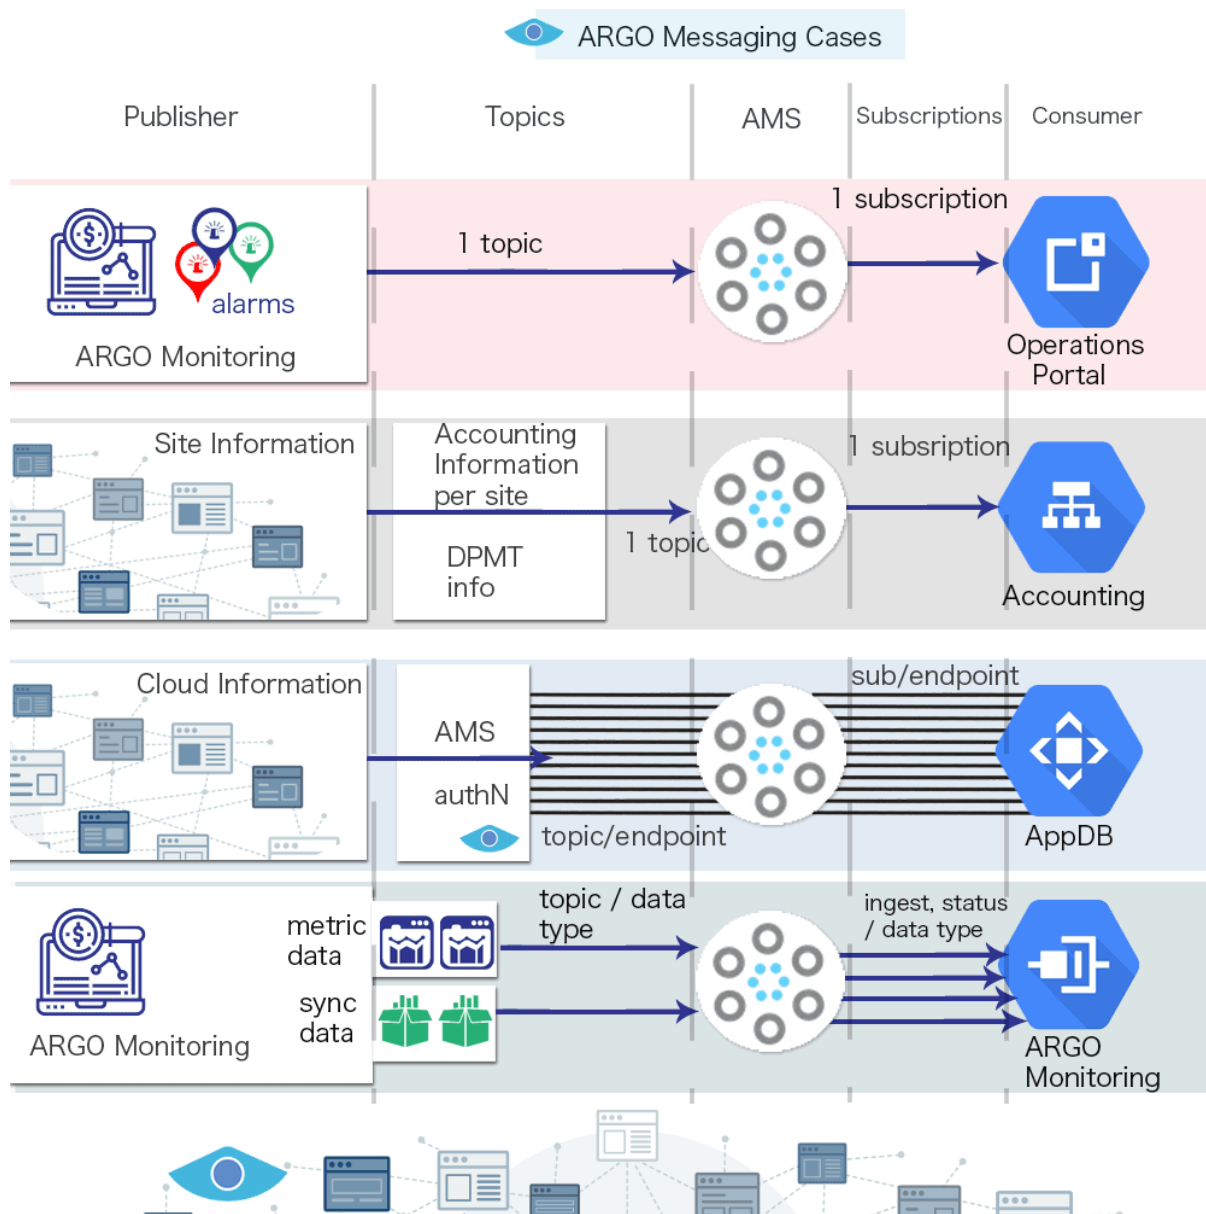 ARGO Messaging Cases
Publisher
Topics
AMS
Subscriptions
Consumer
$
alarms
ARGO Monitoring
1 topic
1 subscription
Operations
Portal
Site Information
Accounting
Information
per site
DPMT
info
1 topic
1 subsription
Accounting
Cloud Information
AMS
authN
topic/endpoint
sub/endpoint
AppDB
$
ARGO Monitoring
metric
data
sync
data
topic / data
type
ingest, status
/ data type
ARGO
Monitoring